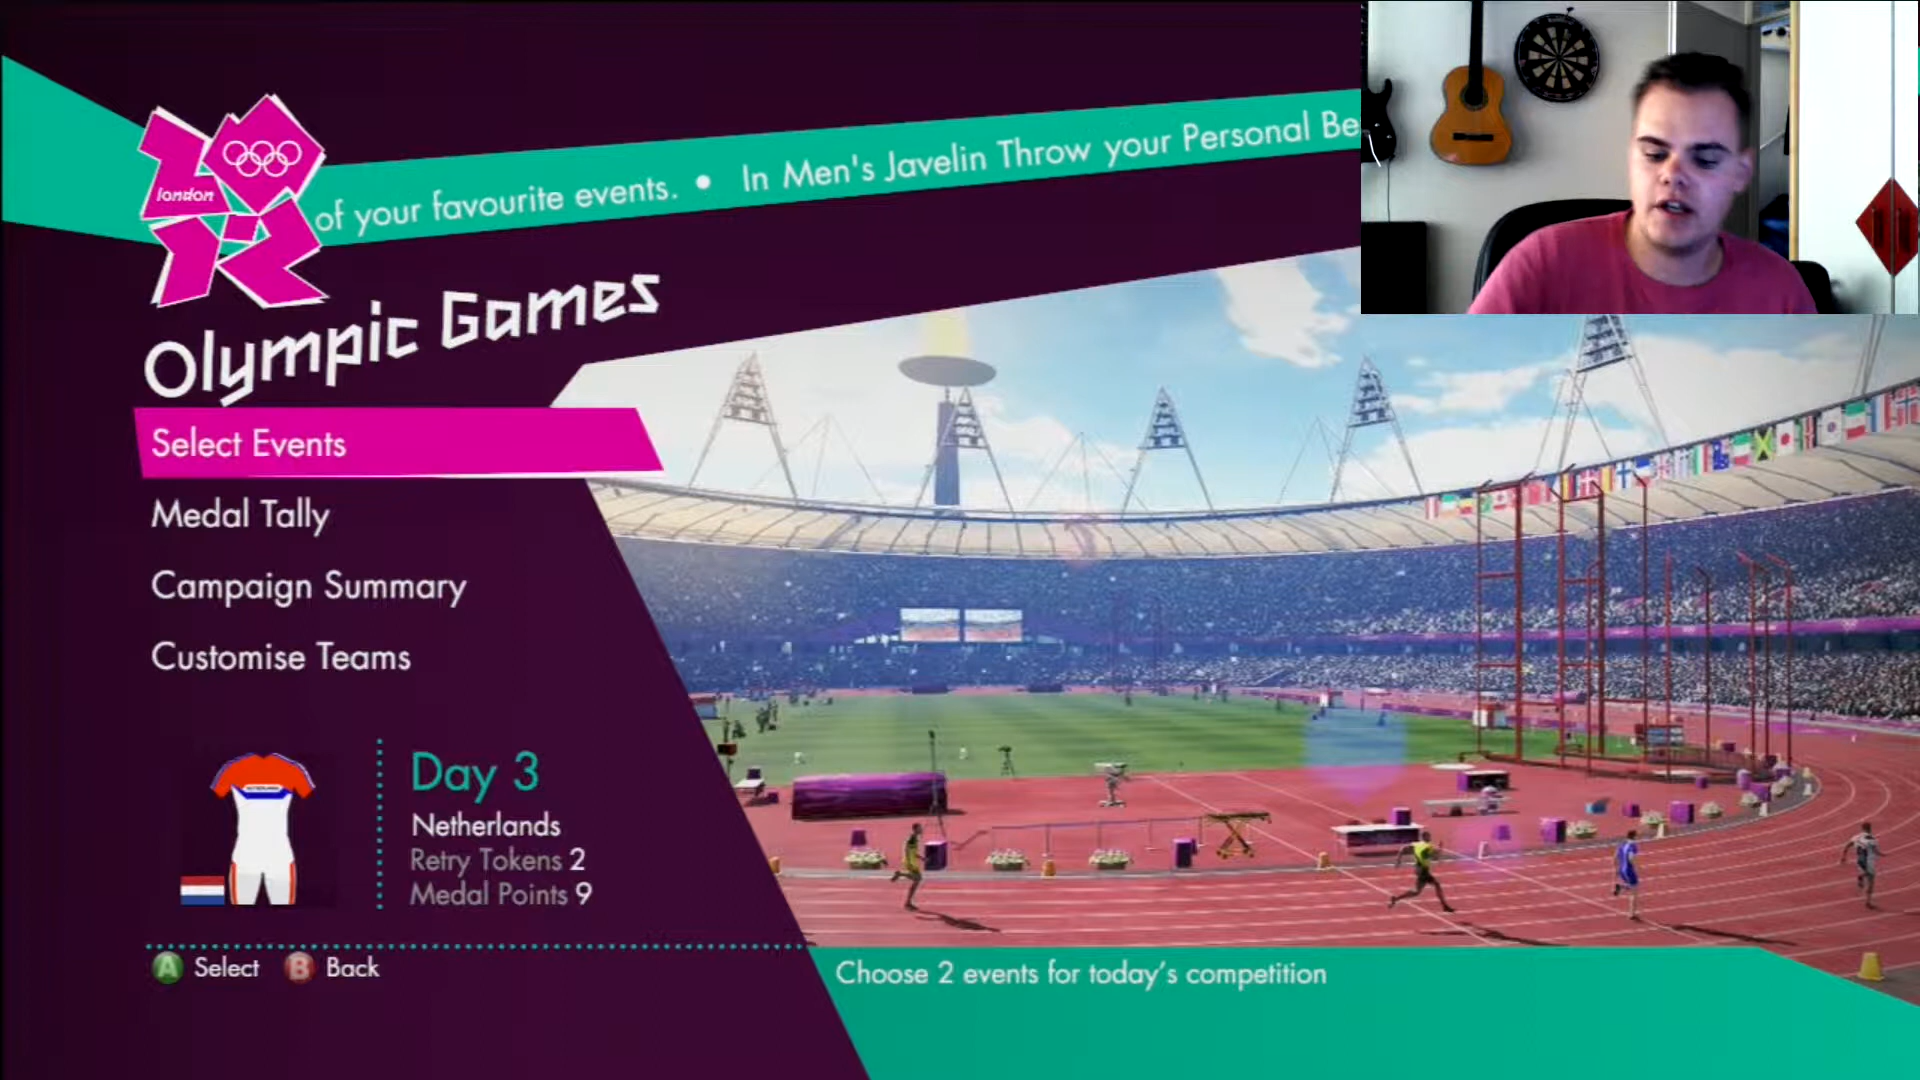 of your favourite events. • In Men's Javelin Throw your Personal Be
london
Olympic Games
Select Events
Medal Tally
Campaign Summary
Customise Teams
Day 3
Netherlands
Retry Tokens 2
Medal Points 9
A Select B Back
Choose 2 events for today's competition